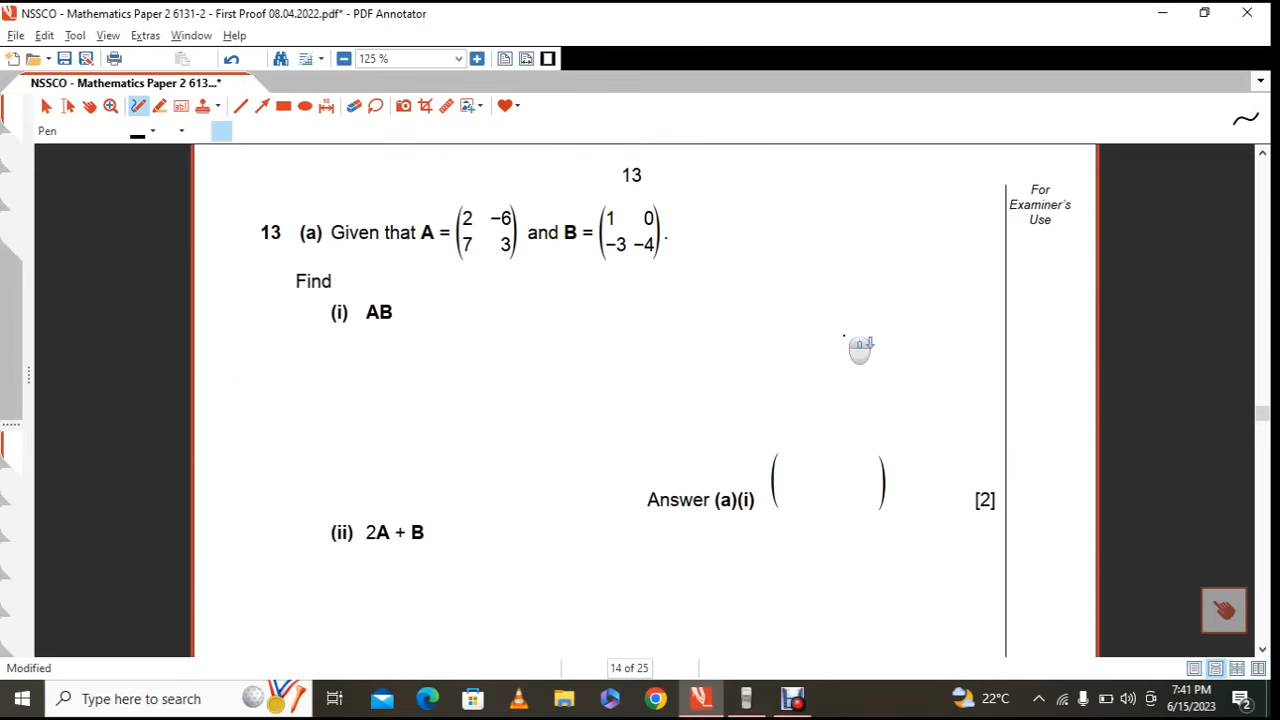 NSSCO - Mathematics Paper 2 6131-2 - First Proof 08.04.2022.pdf* - PDF Annotator
File Edit Tool View Extras Window Help
125 %
NSSCO - Mathematics Paper 2 613...*
Pen
13
For
Examiner's
Use
13 (a) Given that A = (2 −6
7 3) and B = (1 0
−3 −4).
Find
(i) AB
Answer (a)(i) ( ) [2]
(ii) 2A + B
Modified
14 of 25
Type here to search
22°C
7:41 PM
6/15/2023
2